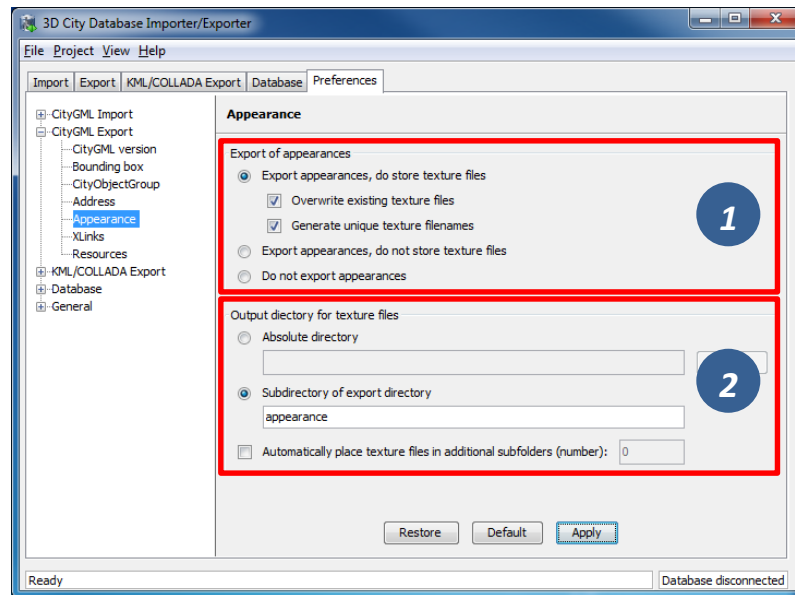 3D City Database Importer/Exporter
File Project View Help
Import Export KML/COLLADA Export Database Preferences
CityGML Import
CityGML Export
CityGML version
Bounding box
CityObjectGroup
Address
Appearance
XLinks
Resources
KML/COLLADA Export
Database
General
Appearance
Export of appearances
Export appearances, do store texture files
Overwrite existing texture files
Generate unique texture filenames
Export appearances, do not store texture files
Do not export appearances
1
Output diectory for texture files
Absolute directory
Subdirectory of export directory
appearance
Automatically place texture files in additional subfolders (number): 0
2
Restore Default Apply
Ready Database disconnected